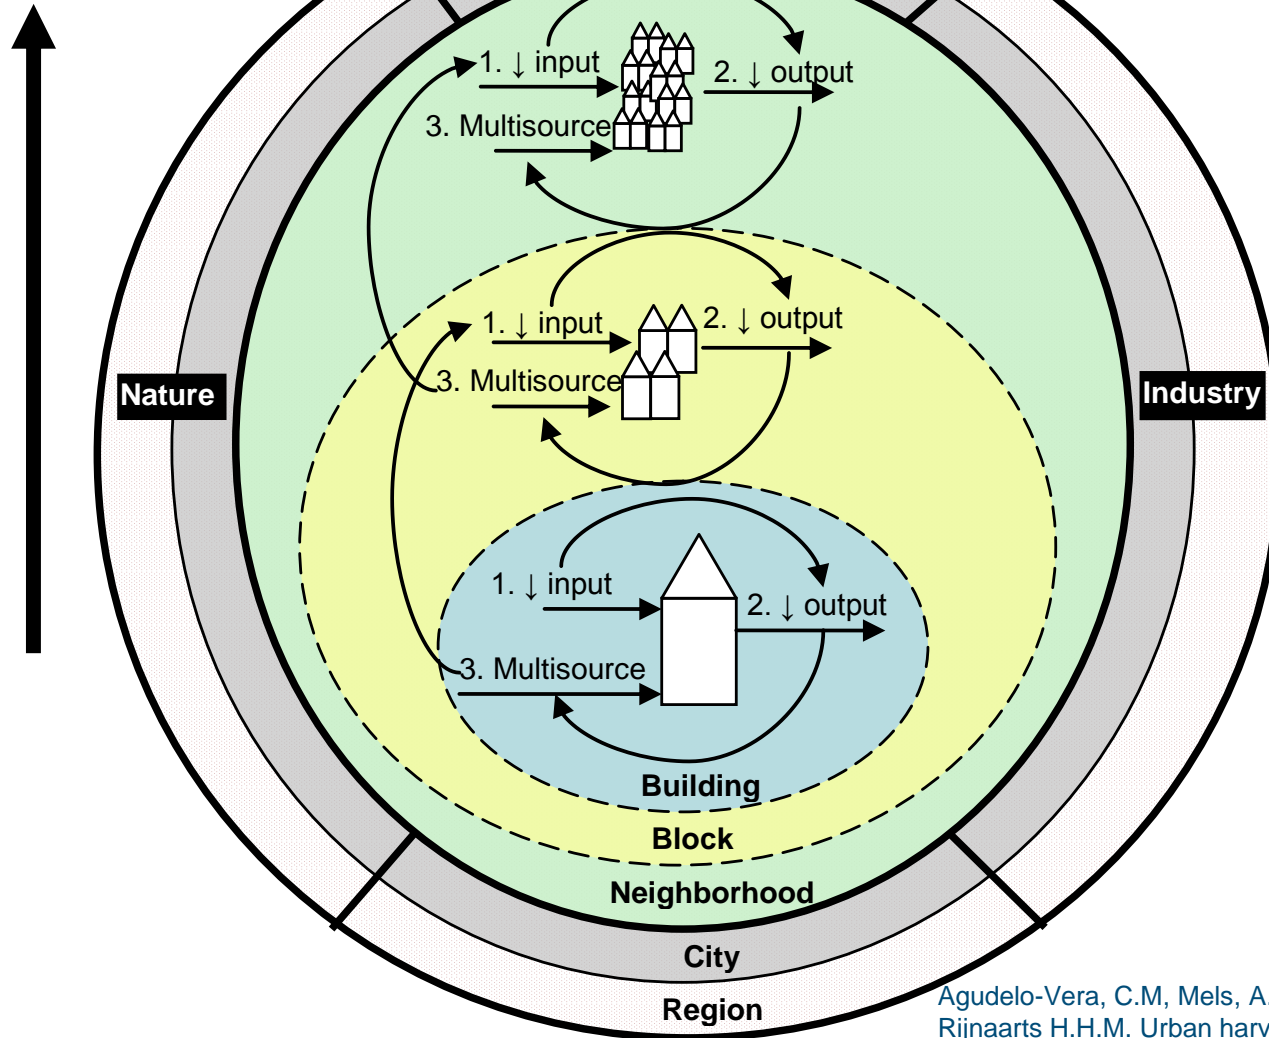 1. ↓ input
2. ↓ output
3. Multisource
1. ↓ input
2. ↓ output
3. Multisource
Nature
Industry
1. ↓ input
2. ↓ output
3. Multisource
Building
Block
Neighborhood
City
Region
Agudelo-Vera, C.M, Mels, A.
Rijnaarts H.H.M. Urban harv